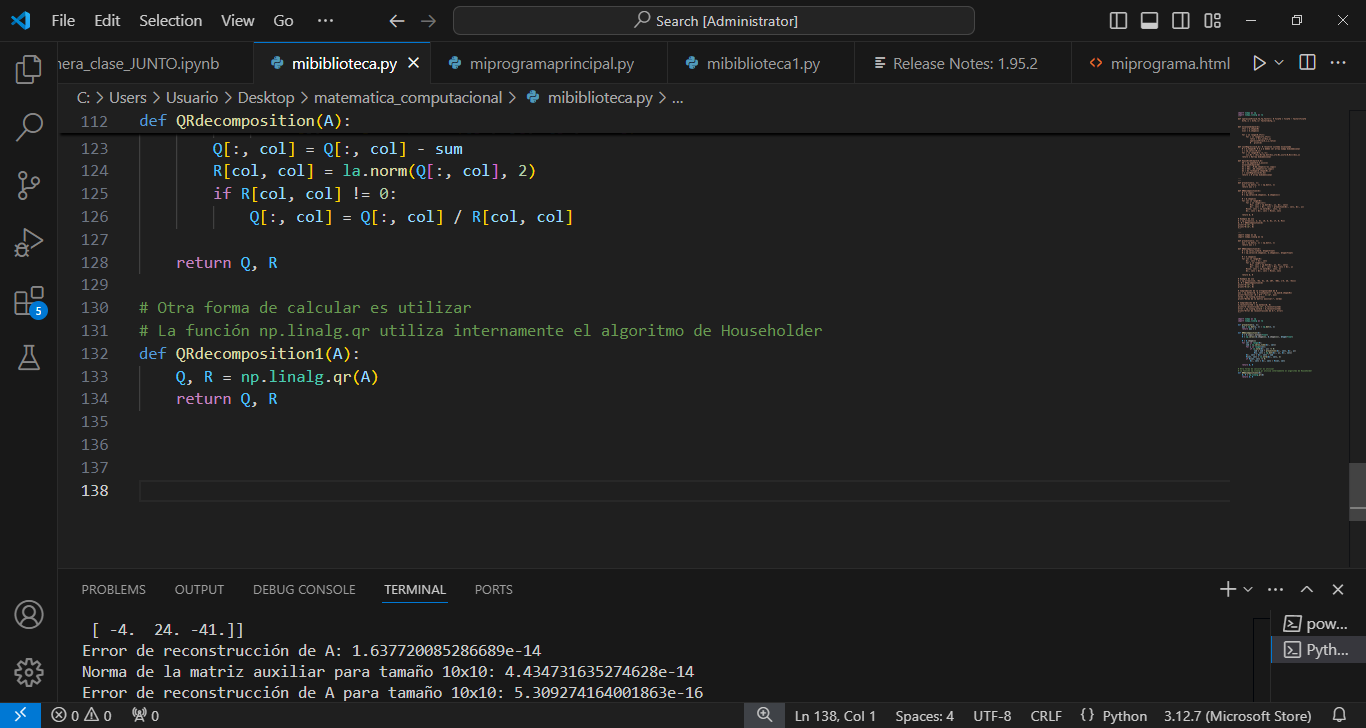 File Edit Selection View Go ··· Search [Administrator]
nera_clase_JUNTO.ipynb mibiblioteca.py miprogramaprincipal.py mibiblioteca1.py Release Notes: 1.95.2 miprograma.html
C: > Users > Usuario > Desktop > matematica_computacional > mibiblioteca.py > ...
112 def QRdecomposition(A):
123 Q[:, col] = Q[:, col] - sum
124 R[col, col] = la.norm(Q[:, col], 2)
125 if R[col, col] != 0:
126 Q[:, col] = Q[:, col] / R[col, col]
127
128 return Q, R
129
130 # Otra forma de calcular es utilizar
131 # La función np.linalg.qr utiliza internamente el algoritmo de Householder
132 def QRdecomposition1(A):
133 Q, R = np.linalg.qr(A)
134 return Q, R
135
136
137
138
5
PROBLEMS OUTPUT DEBUG CONSOLE TERMINAL PORTS
[ -4. 24. -41.]]
Error de reconstrucción de A: 1.637720085286689e-14
Norma de la matriz auxiliar para tamaño 10x10: 4.434731635274628e-14
Error de reconstrucción de A para tamaño 10x10: 5.309274164001863e-16
pow...
Pyth...
0 0 0 Ln 138, Col 1 Spaces: 4 UTF-8 CRLF {} Python 3.12.7 (Microsoft Store)